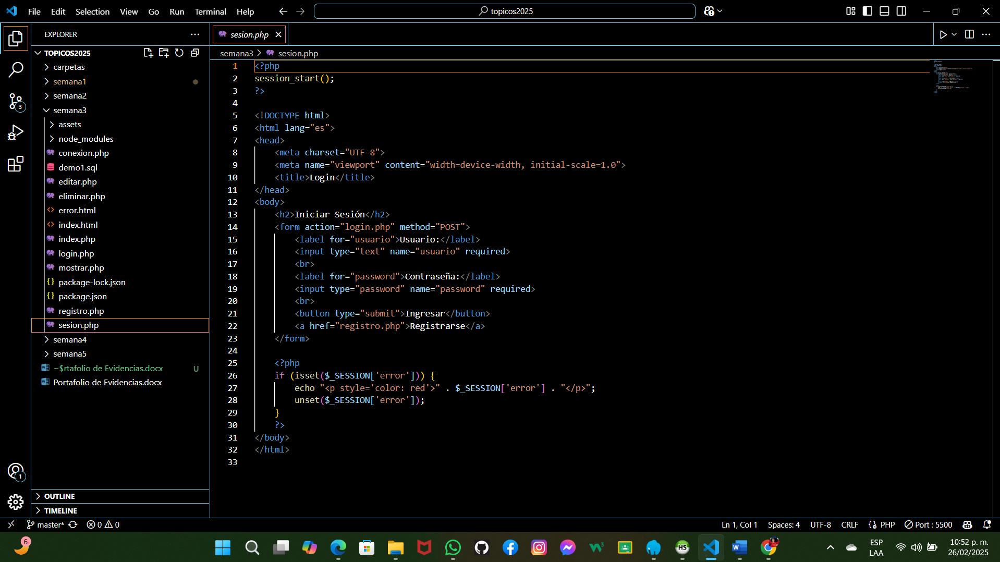 File Edit Selection View Go Run Terminal Help
topicos2025
EXPLORER
TOPICOS2025
carpetas
semana1
semana2
semana3
assets
node_modules
conexion.php
demo1.sql
editar.php
eliminar.php
error.html
index.html
index.php
login.php
mostrar.php
package-lock.json
package.json
registro.php
sesion.php
semana4
semana5
~$rtafolio de Evidencias.docx U
Portafolio de Evidencias.docx
OUTLINE
TIMELINE
3
1
sesion.php
semana3 > sesion.php
1 <?php
2 session_start();
3 ?>
4
5 <!DOCTYPE html>
6 <html lang="es">
7 <head>
8     <meta charset="UTF-8">
9     <meta name="viewport" content="width=device-width, initial-scale=1.0">
10     <title>Login</title>
11 </head>
12 <body>
13     <h2>Iniciar Sesión</h2>
14     <form action="login.php" method="POST">
15         <label for="usuario">Usuario:</label>
16         <input type="text" name="usuario" required>
17         <br>
18         <label for="password">Contraseña:</label>
19         <input type="password" name="password" required>
20         <br>
21         <button type="submit">Ingresar</button>
22         <a href="registro.php">Registrarse</a>
23     </form>
24
25     <?php
26     if (isset($_SESSION['error'])) {
27         echo "<p style='color: red'>" . $_SESSION['error'] . "</p>";
28         unset($_SESSION['error']);
29     }
30     ?>
31 </body>
32 </html>
33
master* 0 0
Ln 1, Col 1 Spaces: 4 UTF-8 CRLF {} PHP Port : 5500
6
W3
HS
ESP
LAA
10:52 p. m.
26/02/2025